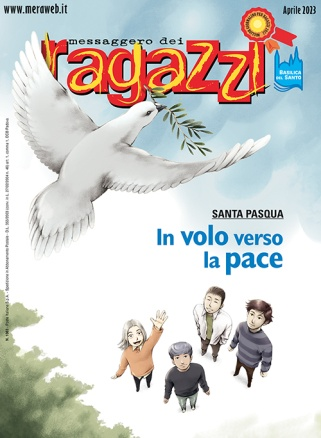 www.meraweb.it
Aprile 2023
messaggero dei
ragazzi
BASILICA
DEL SANTO
SANTA PASQUA
In volo verso
la pace